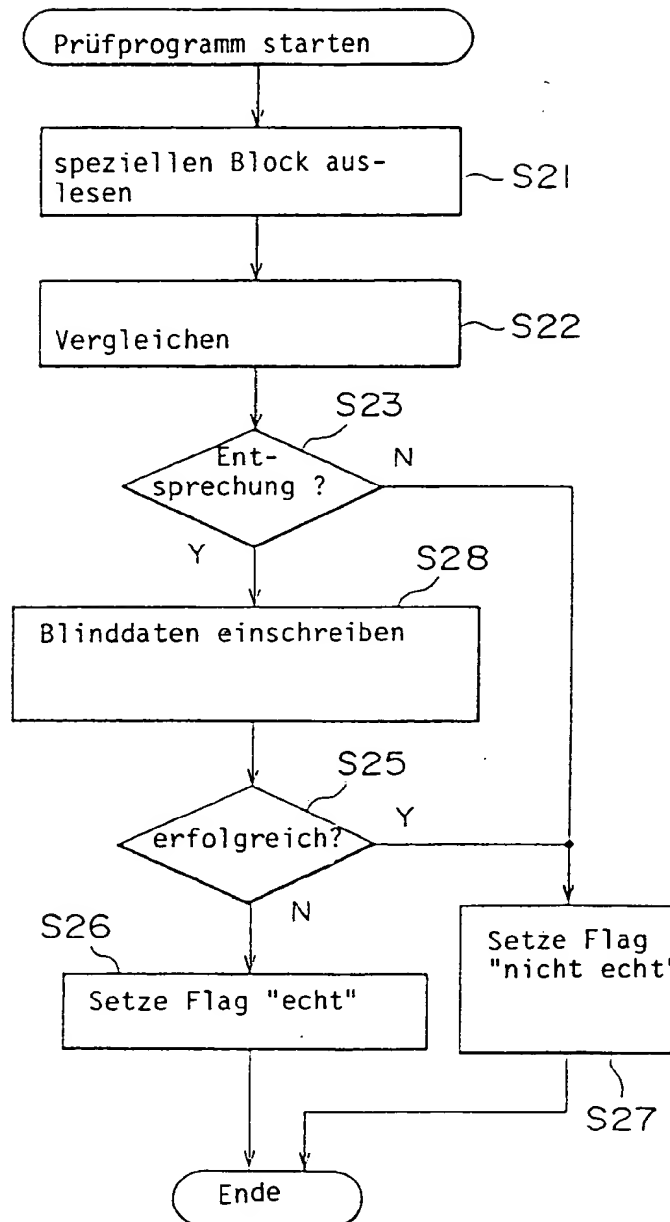 Prüfprogramm starten
speziellen Block aus-
lesen
S21
Vergleichen
S22
S23
Ent-
sprechung ?
N
Y
S28
Blinddaten einschreiben
S25
erfolgreich?
Y
N
S26
Setze Flag "echt"
Setze Flag
"nicht echt"
S27
Ende